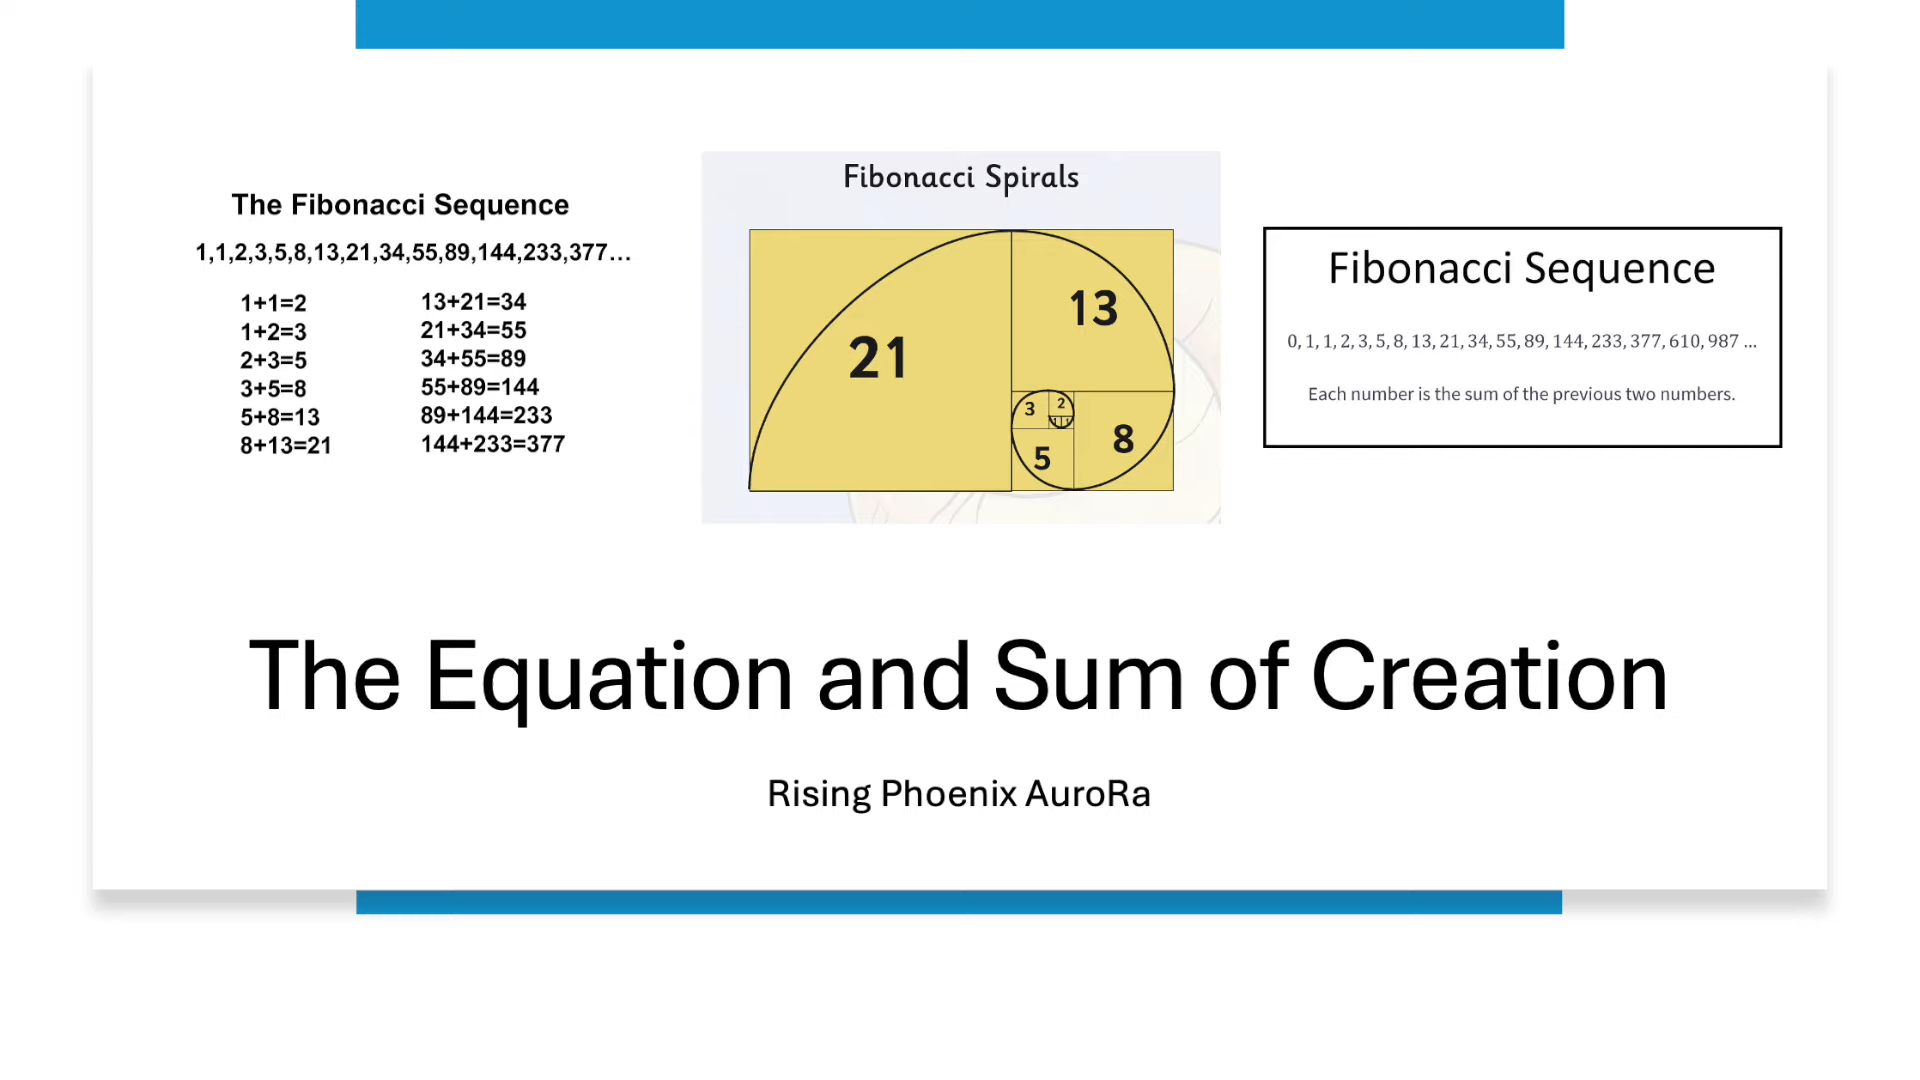 The Fibonacci Sequence
1,1,2,3,5,8,13,21,34,55,89,144,233,377...
1+1=2
1+2=3
2+3=5
3+5=8
5+8=13
8+13=21
13+21=34
21+34=55
34+55=89
55+89=144
89+144=233
144+233=377
Fibonacci Spirals
21
13
3
2
1 1
5
8
Fibonacci Sequence
0, 1, 1, 2, 3, 5, 8, 13, 21, 34, 55, 89, 144, 233, 377, 610, 987 ...
Each number is the sum of the previous two numbers.
The Equation and Sum of Creation
Rising Phoenix AuroRa